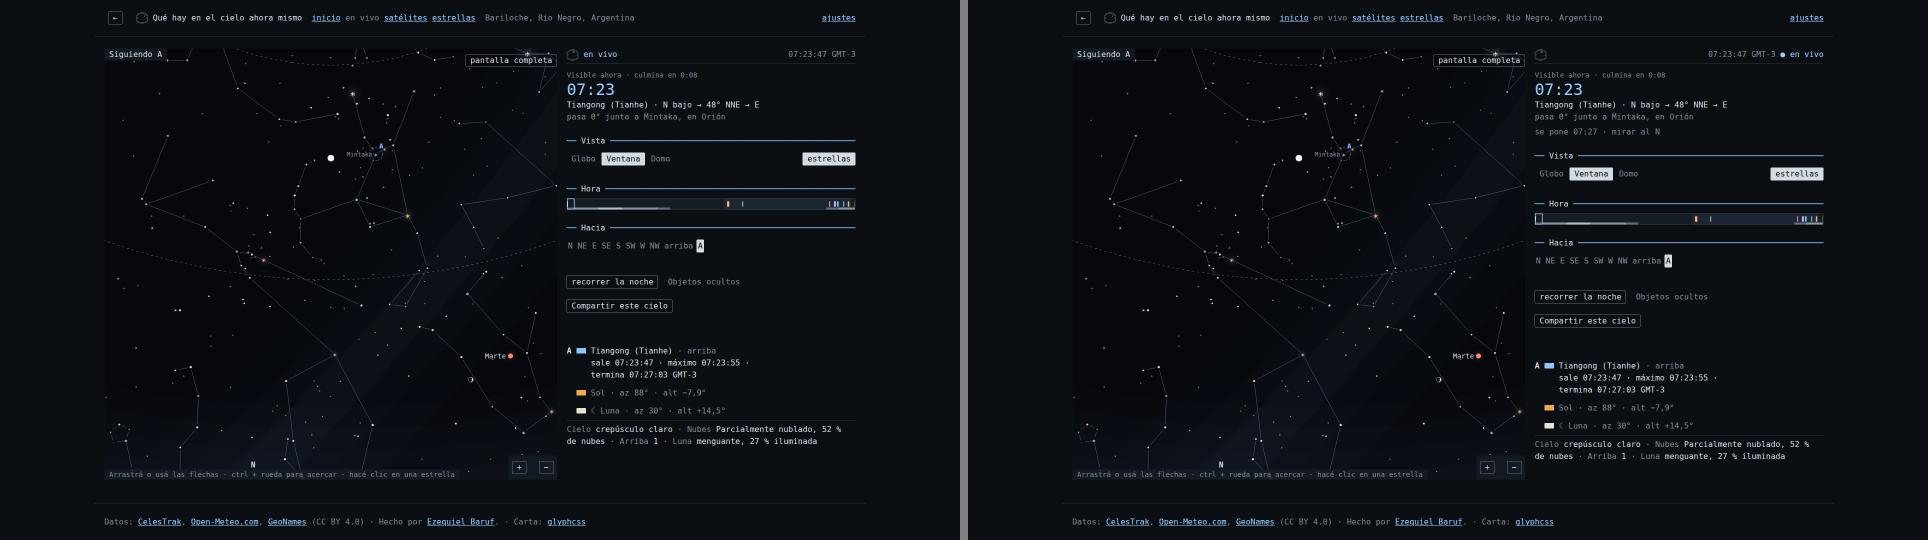 ← Qué hay en el cielo ahora mismo inicio en vivo satélites estrellas Bariloche, Rio Negro, Argentina ajustes
Siguiendo A
pantalla completa
en vivo 07:23:47 GMT-3
Visible ahora · culmina en 0:08
07:23
Tiangong (Tianhe) · N bajo → 48° NNE → E
pasa 0° junto a Mintaka, en Orión
Vista
Globo Ventana Domo estrellas
Hora
Hacia
N NE E SE S SW W NW arriba A
recorrer la noche Objetos ocultos
Compartir este cielo
A Tiangong (Tianhe) · arriba
sale 07:23:47 · máximo 07:23:55 ·
termina 07:27:03 GMT-3
Sol · az 88° · alt −7,9°
☾ Luna · az 30° · alt +14,5°
Cielo crepúsculo claro · Nubes Parcialmente nublado, 52 %
de nubes · Arriba 1 · Luna menguante, 27 % iluminada
A
Mintaka
Marte
N
Arrastrá o usá las flechas · ctrl + rueda para acercar · hacé clic en una estrella
+ −
Datos: CelesTrak, Open-Meteo.com, GeoNames (CC BY 4.0) · Hecho por Ezequiel Baruf. · Carta: glyphcss
← Qué hay en el cielo ahora mismo inicio en vivo satélites estrellas Bariloche, Rio Negro, Argentina ajustes
Siguiendo A
pantalla completa
07:23:47 GMT-3 ● en vivo
Visible ahora · culmina en 0:08
07:23
Tiangong (Tianhe) · N bajo → 48° NNE → E
pasa 0° junto a Mintaka, en Orión
se pone 07:27 · mirar al N
Vista
Globo Ventana Domo estrellas
Hora
Hacia
N NE E SE S SW W NW arriba A
recorrer la noche Objetos ocultos
Compartir este cielo
A Tiangong (Tianhe) · arriba
sale 07:23:47 · máximo 07:23:55 ·
termina 07:27:03 GMT-3
Sol · az 88° · alt −7,9°
☾ Luna · az 30° · alt +14,5°
Cielo crepúsculo claro · Nubes Parcialmente nublado, 52 %
de nubes · Arriba 1 · Luna menguante, 27 % iluminada
A
Mintaka
Marte
N
Arrastrá o usá las flechas · ctrl + rueda para acercar · hacé clic en una estrella
+ −
Datos: CelesTrak, Open-Meteo.com, GeoNames (CC BY 4.0) · Hecho por Ezequiel Baruf. · Carta: glyphcss